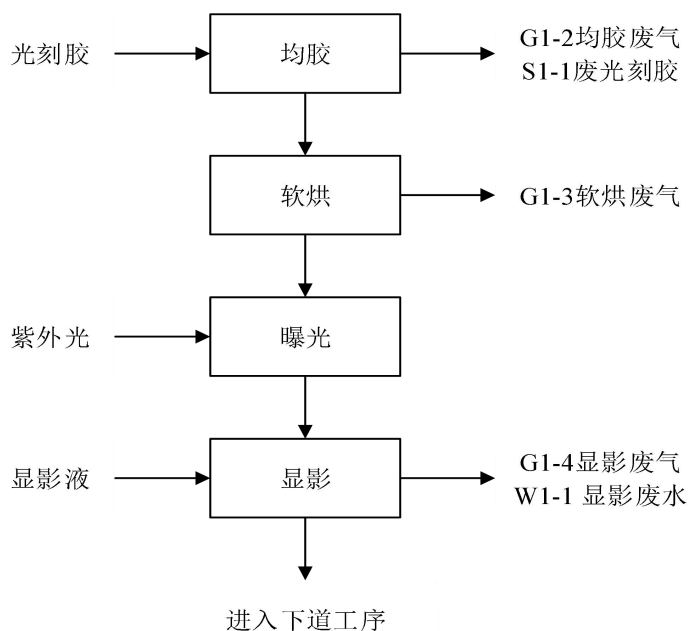 光刻胶
均胶
G1-2均胶废气
S1-1废光刻胶
软烘
G1-3软烘废气
紫外光
曝光
显影液
显影
G1-4显影废气
W1-1 显影废水
进入下道工序